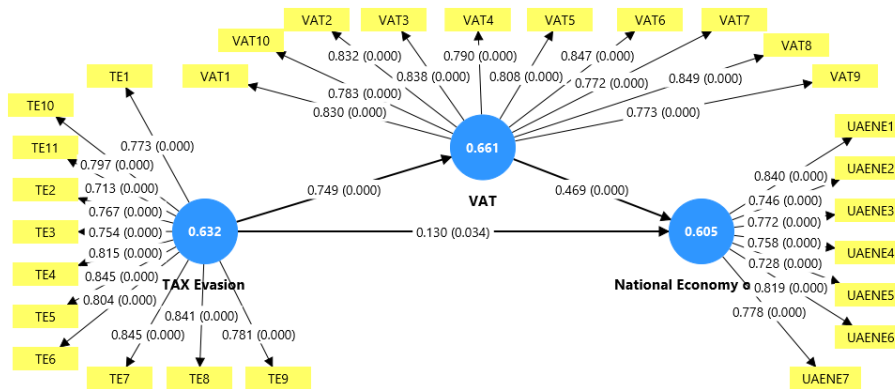 VAT2
VAT3
VAT4
VAT5
VAT6
VAT7
VAT10
VAT8
VAT1
VAT9
0.832 (0.000)
0.838 (0.000)
0.790 (0.000)
0.808 (0.000)
0.847 (0.000)
0.772 (0.000)
0.783 (0.000)
0.849 (0.000)
0.830 (0.000)
0.773 (0.000)
0.661
VAT
TE1
TE10
TE11
TE2
TE3
TE4
TE5
TE6
TE7
TE8
TE9
0.773 (0.000)
0.797 (0.000)
0.713 (0.000)
0.767 (0.000)
0.754 (0.000)
0.815 (0.000)
0.845 (0.000)
0.804 (0.000)
0.845 (0.000)
0.841 (0.000)
0.781 (0.000)
0.632
TAX Evasion
0.749 (0.000)
0.469 (0.000)
0.130 (0.034)
0.605
National Economy o
UAENE1
UAENE2
UAENE3
UAENE4
UAENE5
UAENE6
UAENE7
0.840 (0.000)
0.746 (0.000)
0.772 (0.000)
0.758 (0.000)
0.728 (0.000)
0.819 (0.000)
0.778 (0.000)